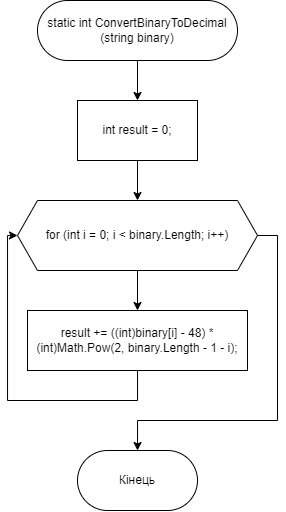 static int ConvertBinaryToDecimal
(string binary)
int result = 0;
for (int i = 0; i < binary.Length; i++)
result += ((int)binary[i] - 48) *
(int)Math.Pow(2, binary.Length - 1 - i);
Кінець